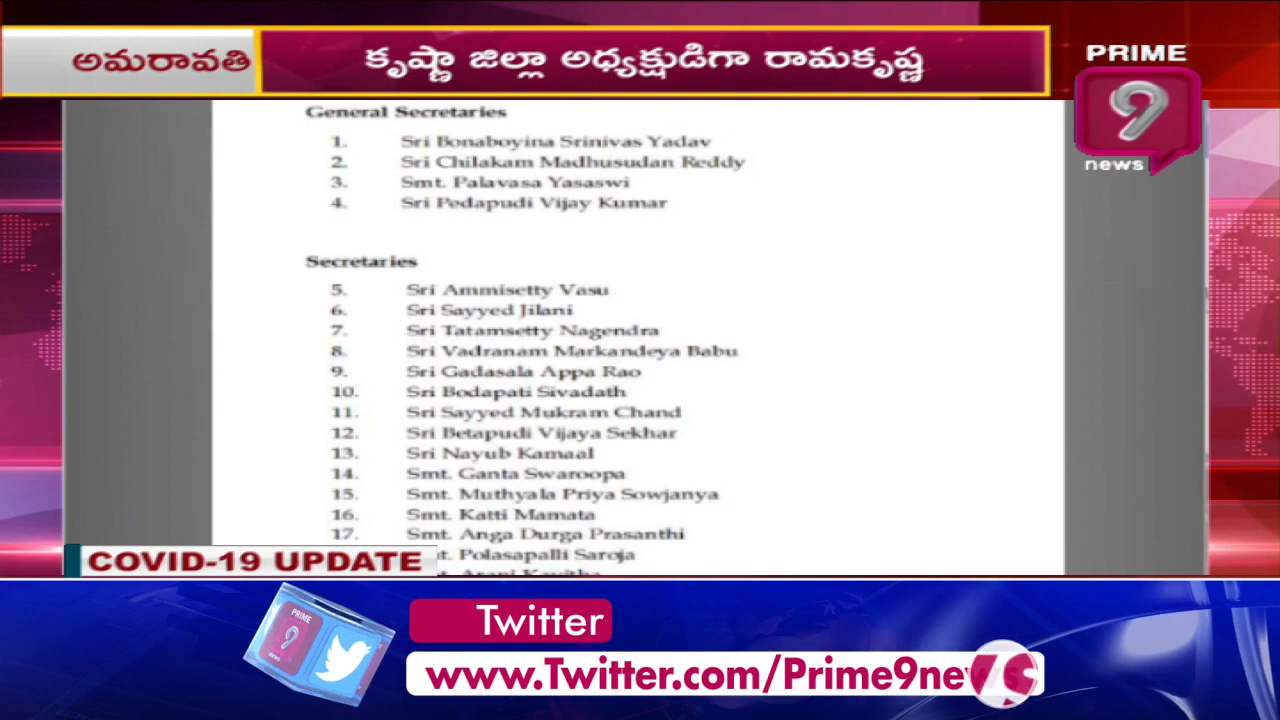 అమరావతి
కృష్ణా జిల్లా అధ్యక్షుడిగా రామకృష్ణ
PRIME
9
news
General Secretaries
1. Sri Bonaboyina Srinivas Yadav
2. Sri Chilakam Madhusudan Reddy
3. Smt. Palavasa Yasaswi
4. Sri Pedapudi Vijay Kumar
Secretaries
5. Sri Ammisetty Vasu
6. Sri Sayyed Jilani
7. Sri Tatamsetty Nagendra
8. Sri Vadranam Markandeya Babu
9. Sri Gadasala Appa Rao
10. Sri Bodapati Sivadath
11. Sri Sayyed Mukram Chand
12. Sri Betapudi Vijaya Sekhar
13. Sri Nayub Kamaal
14. Smt. Ganta Swaroopa
15. Smt. Muthyala Priya Sowjanya
16. Smt. Katti Mamata
17. Smt. Anga Durga Prasanthi
Polasapalli Saroja
COVID-19 UPDATE
PRIME
9
news
Twitter
www.Twitter.com/Prime9news